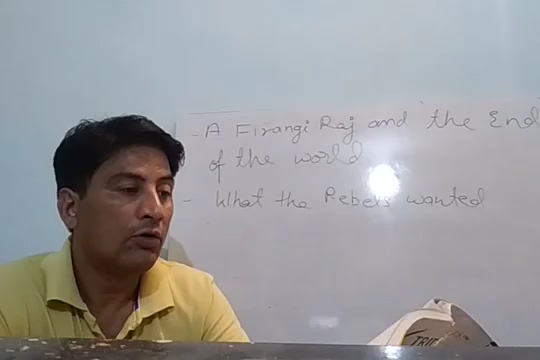 - A Firangi Raj and the End
of the world
- What the Rebels wanted